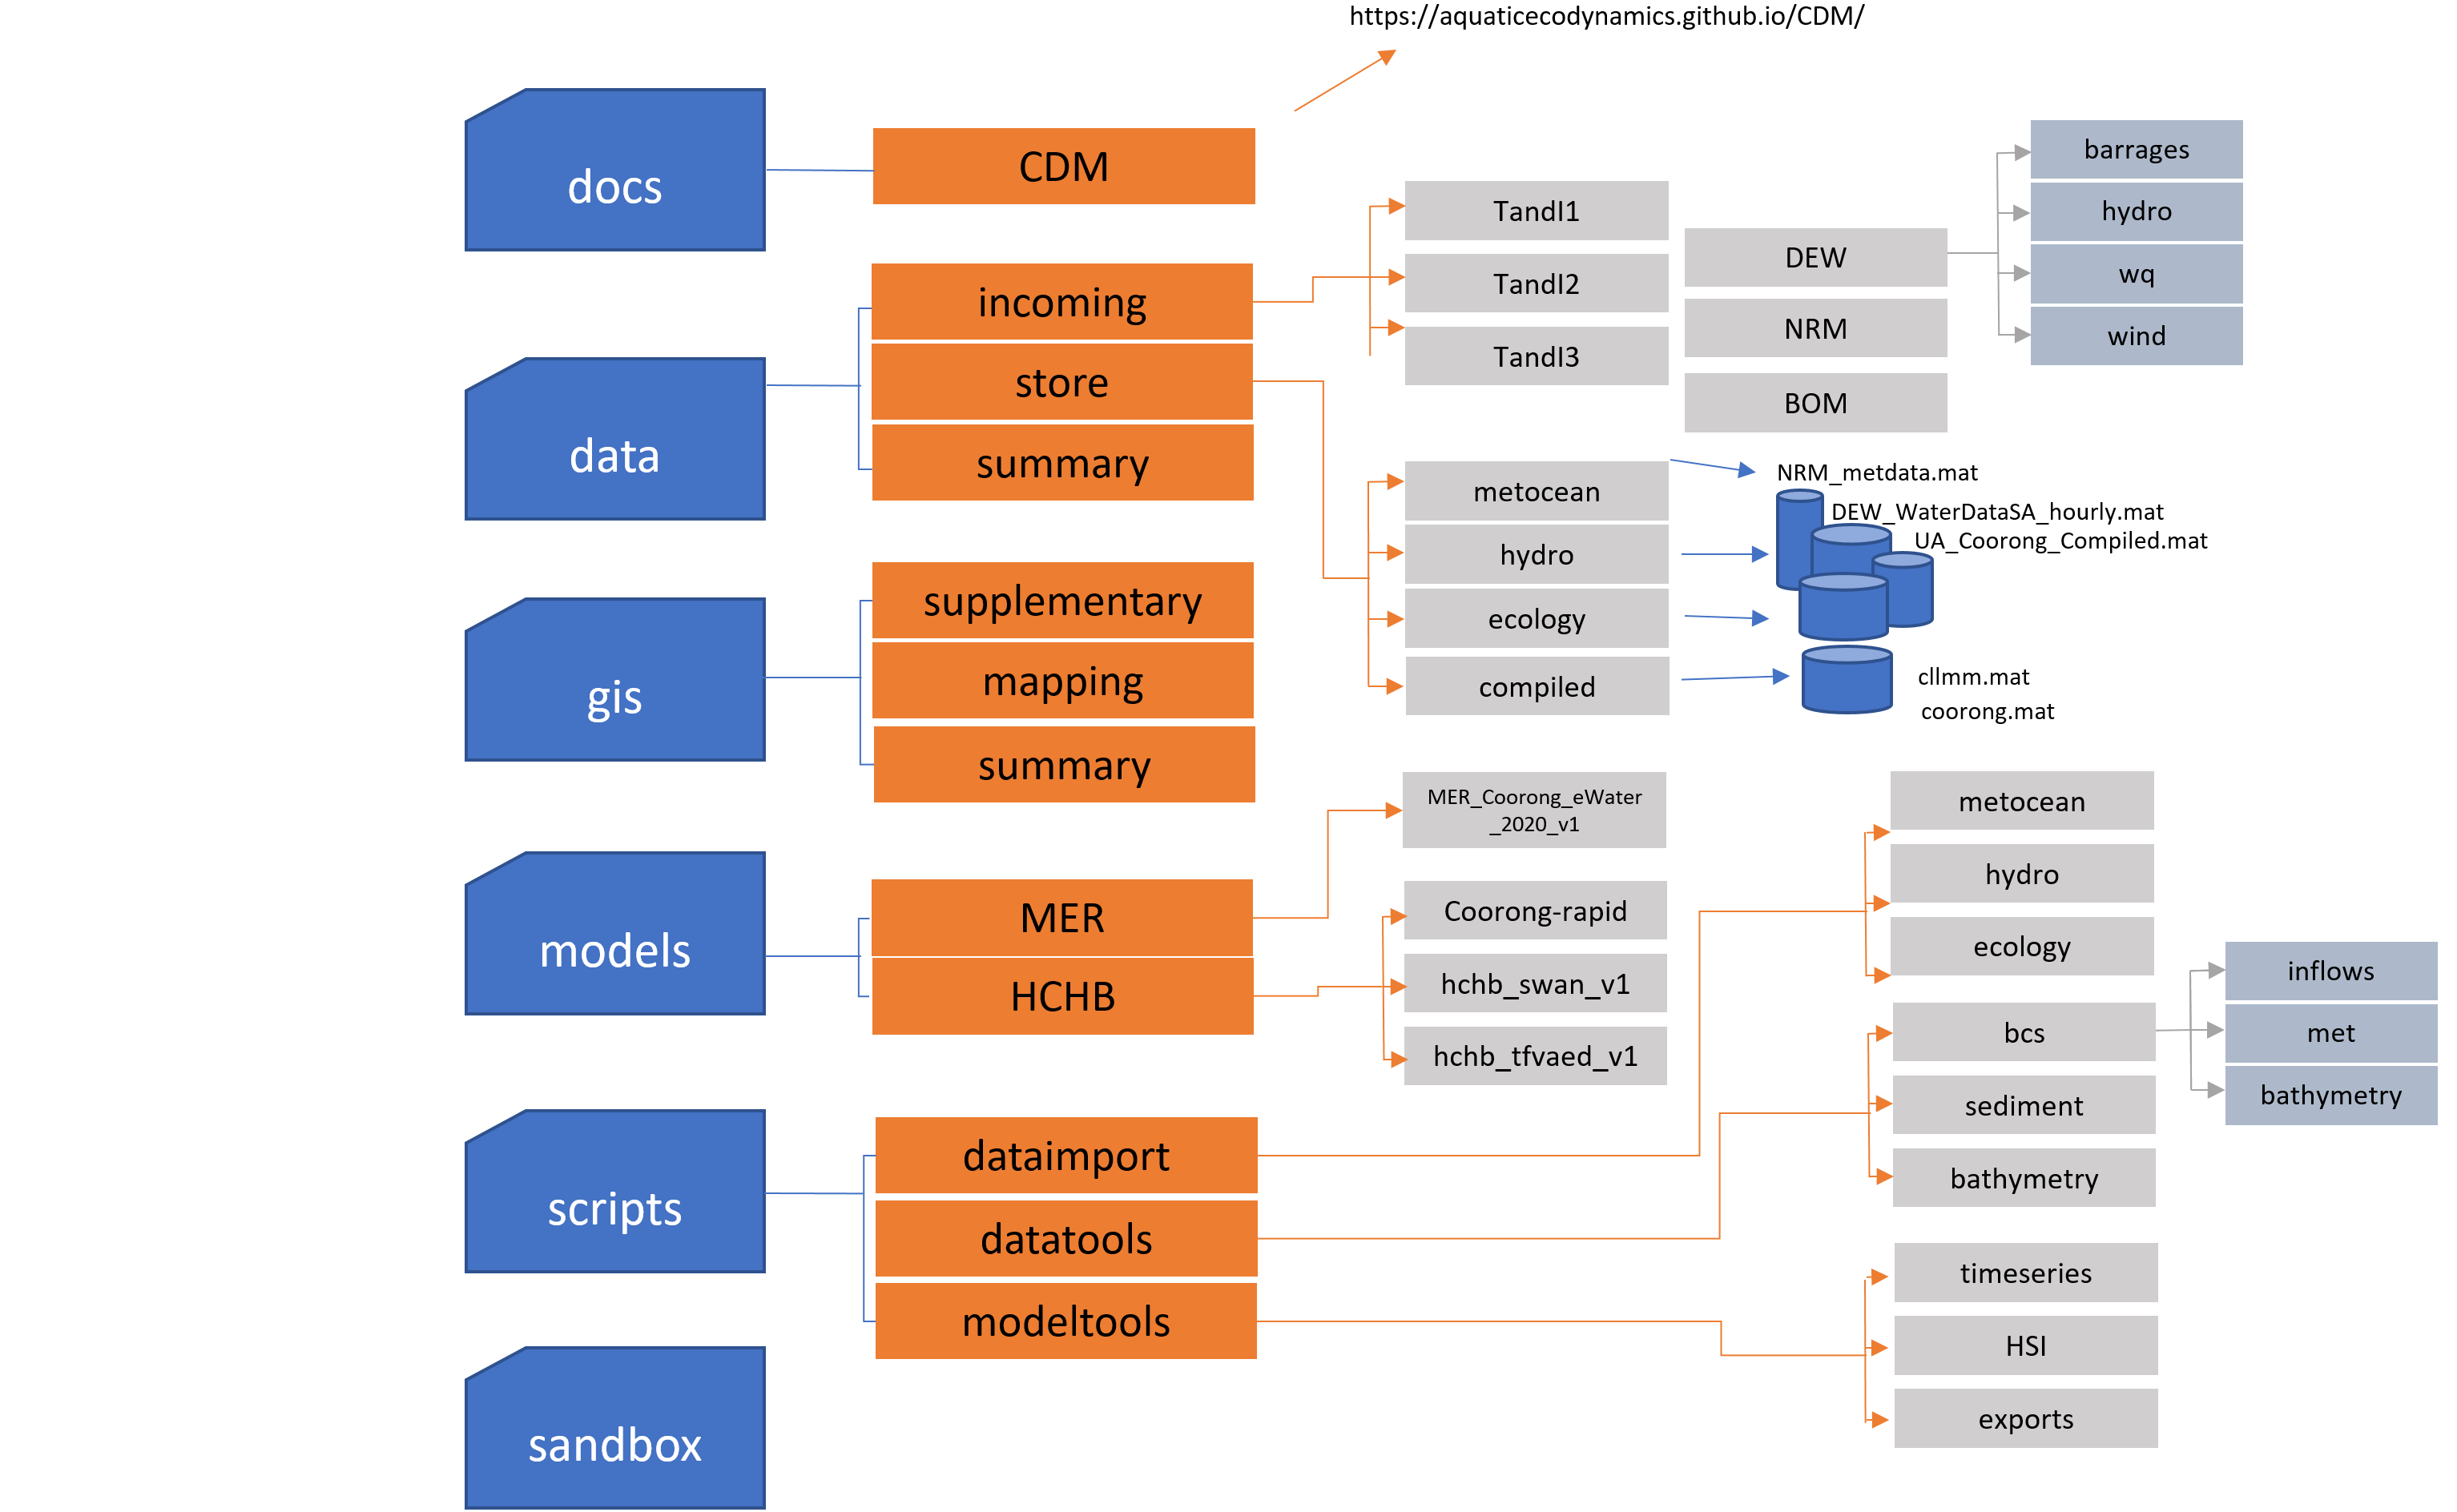 https://aquaticecodynamics.github.io/CDM/
docs
CDM
data
incoming
store
summary
TandI1
TandI2
TandI3
DEW
NRM
BOM
barrages
hydro
wq
wind
metocean
hydro
ecology
compiled
NRM_metdata.mat
DEW_WaterDataSA_hourly.mat
UA_Coorong_Compiled.mat
cllmm.mat
coorong.mat
gis
supplementary
mapping
summary
models
MER
HCHB
MER_Coorong_eWater
_2020_v1
Coorong-rapid
hchb_swan_v1
hchb_tfvaed_v1
scripts
dataimport
datatools
modeltools
metocean
hydro
ecology
bcs
sediment
bathymetry
inflows
met
bathymetry
timeseries
HSI
exports
sandbox